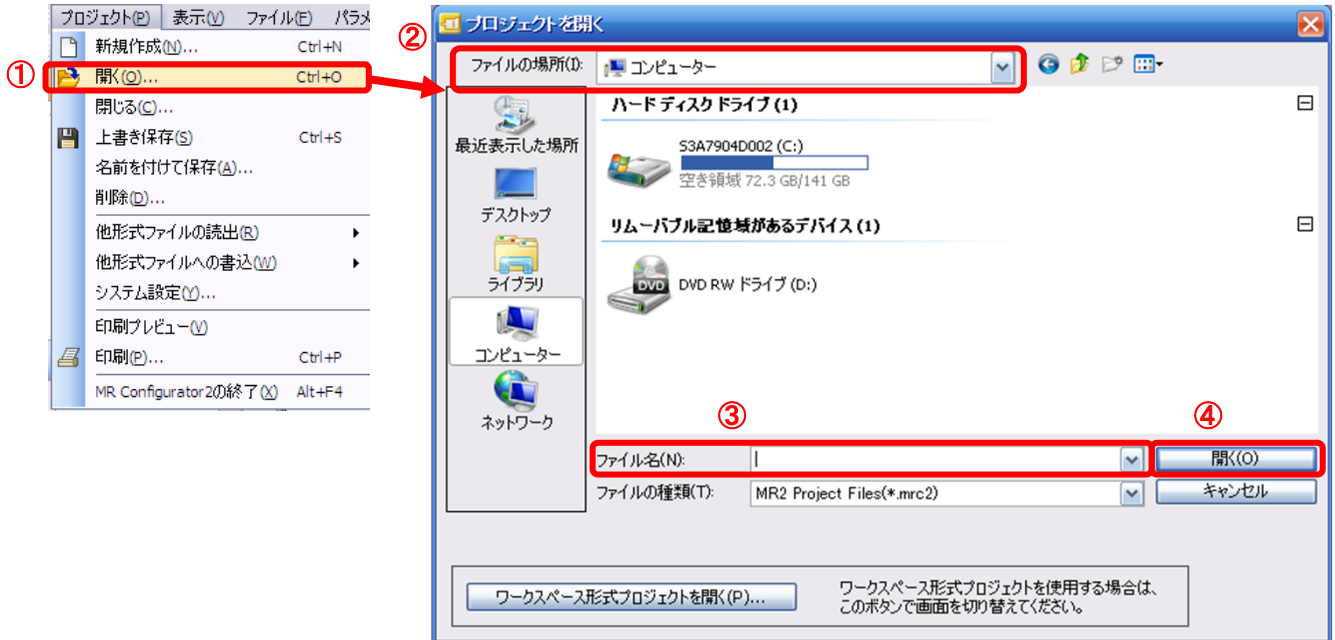 プロジェクト(P) 表示(V) ファイル(F) パラメ
新規作成(N)... Ctrl+N
①
開く(O)... Ctrl+O
閉じる(C)...
上書き保存(S) Ctrl+S
名前を付けて保存(A)...
削除(D)...
他形式ファイルの読出(R)
他形式ファイルへの書込(W)
システム設定(Y)...
印刷プレビュー(V)
印刷(P)... Ctrl+P
MR Configurator2の終了(X) Alt+F4
プロジェクトを開く
②
ファイルの場所(I): コンピューター
最近表示した場所
デスクトップ
ライブラリ
コンピューター
ネットワーク
ハード ディスク ドライブ (1)
S3A7904D002 (C:)
空き領域 72.3 GB/141 GB
リムーバブル記憶域があるデバイス (1)
DVD
DVD RW ドライブ (D:)
③
④
ファイル名(N): 開く(O)
ファイルの種類(T): MR2 Project Files(*.mrc2) キャンセル
ワークスペース形式プロジェクトを開く(P)...
ワークスペース形式プロジェクトを使用する場合は、
このボタンで画面を切り替えてください。